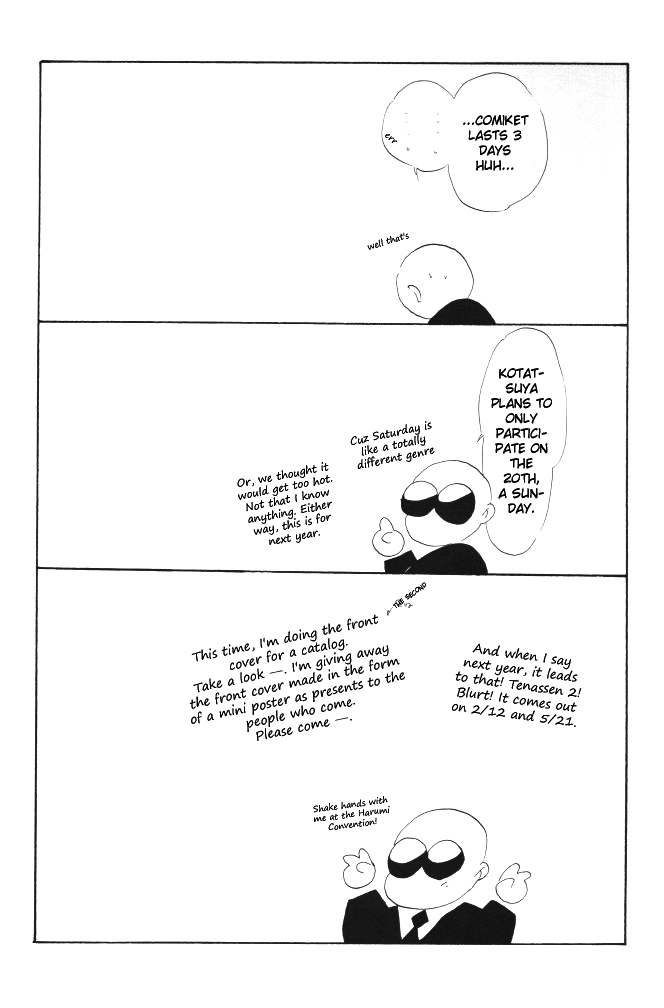 ...COMIKET
LASTS 3
DAYS
HUH...
err
well that's
KOTAT-
SUYA
PLANS TO
ONLY
PARTICI-
PATE ON
THE
20TH,
A SUN-
DAY.
Cuz Saturday is
like a totally
different genre
Or, we thought it
would get too hot.
Not that I know
anything. Either
way, this is for
next year.
And when I say
next year, it leads
to that! Tenassen 2!
Blurt! It comes out
on 2/12 and 5/21.
THE SECOND
2
This time, I'm doing the front
cover for a catalog.
Take a look —. I'm giving away
the front cover made in the form
of a mini poster as presents to the
people who come.
Please come —.
Shake hands with
me at the Harumi
Convention!